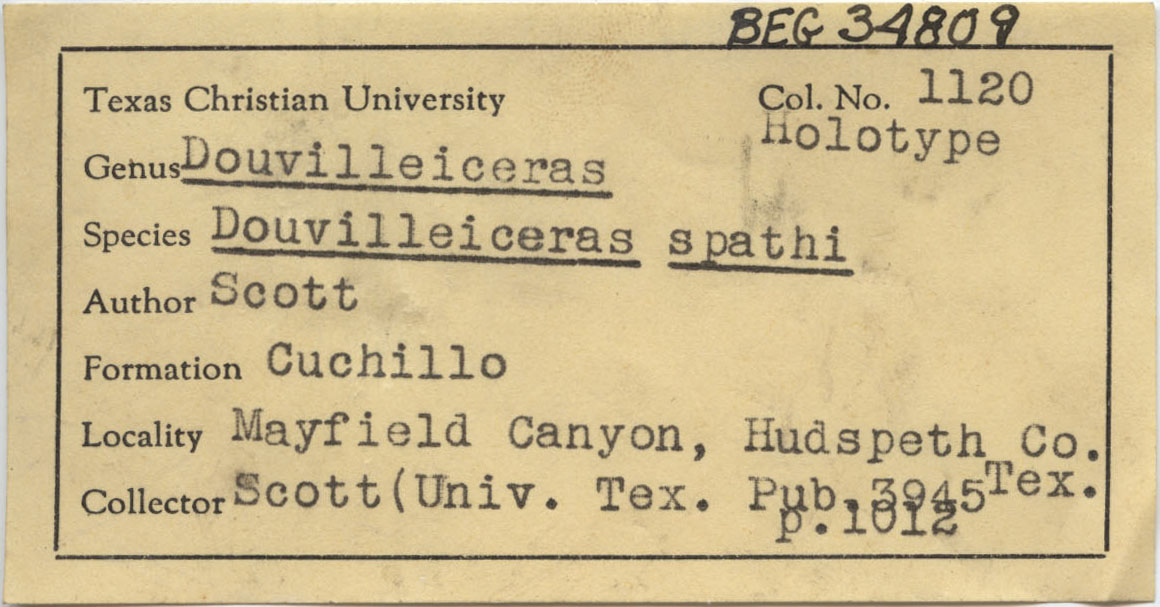 BEG 34809
Texas Christian University Col. No. 1120
Holotype
Genus Douvilleiceras
Species Douvilleiceras spathi
Author Scott
Formation Cuchillo
Locality Mayfield Canyon, Hudspeth Co.
Tex.
Collector Scott(Univ. Tex. Pub.3945
p.1012